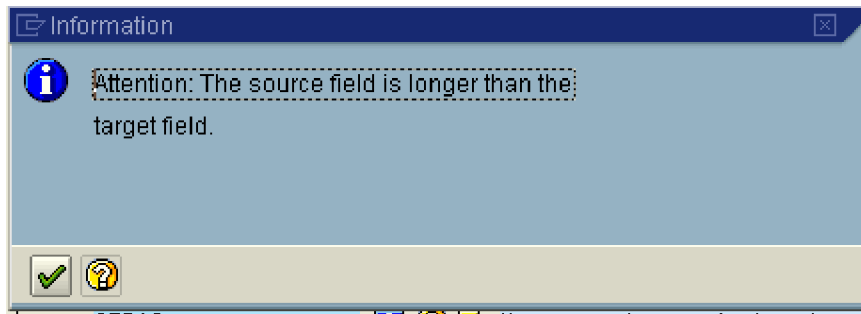 Information
Attention: The source field is longer than the
target field.